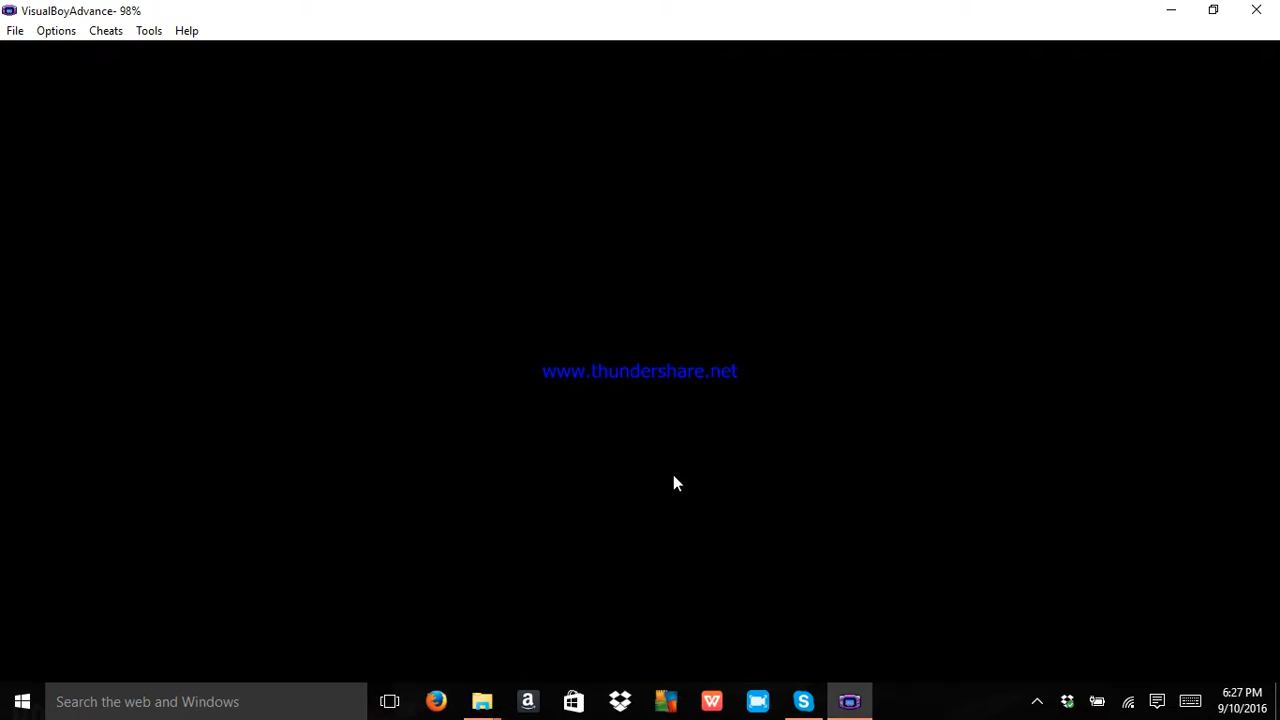 VisualBoyAdvance- 98%
File Options Cheats Tools Help
www.thundershare.net
Search the web and Windows
6:27 PM
9/10/2016